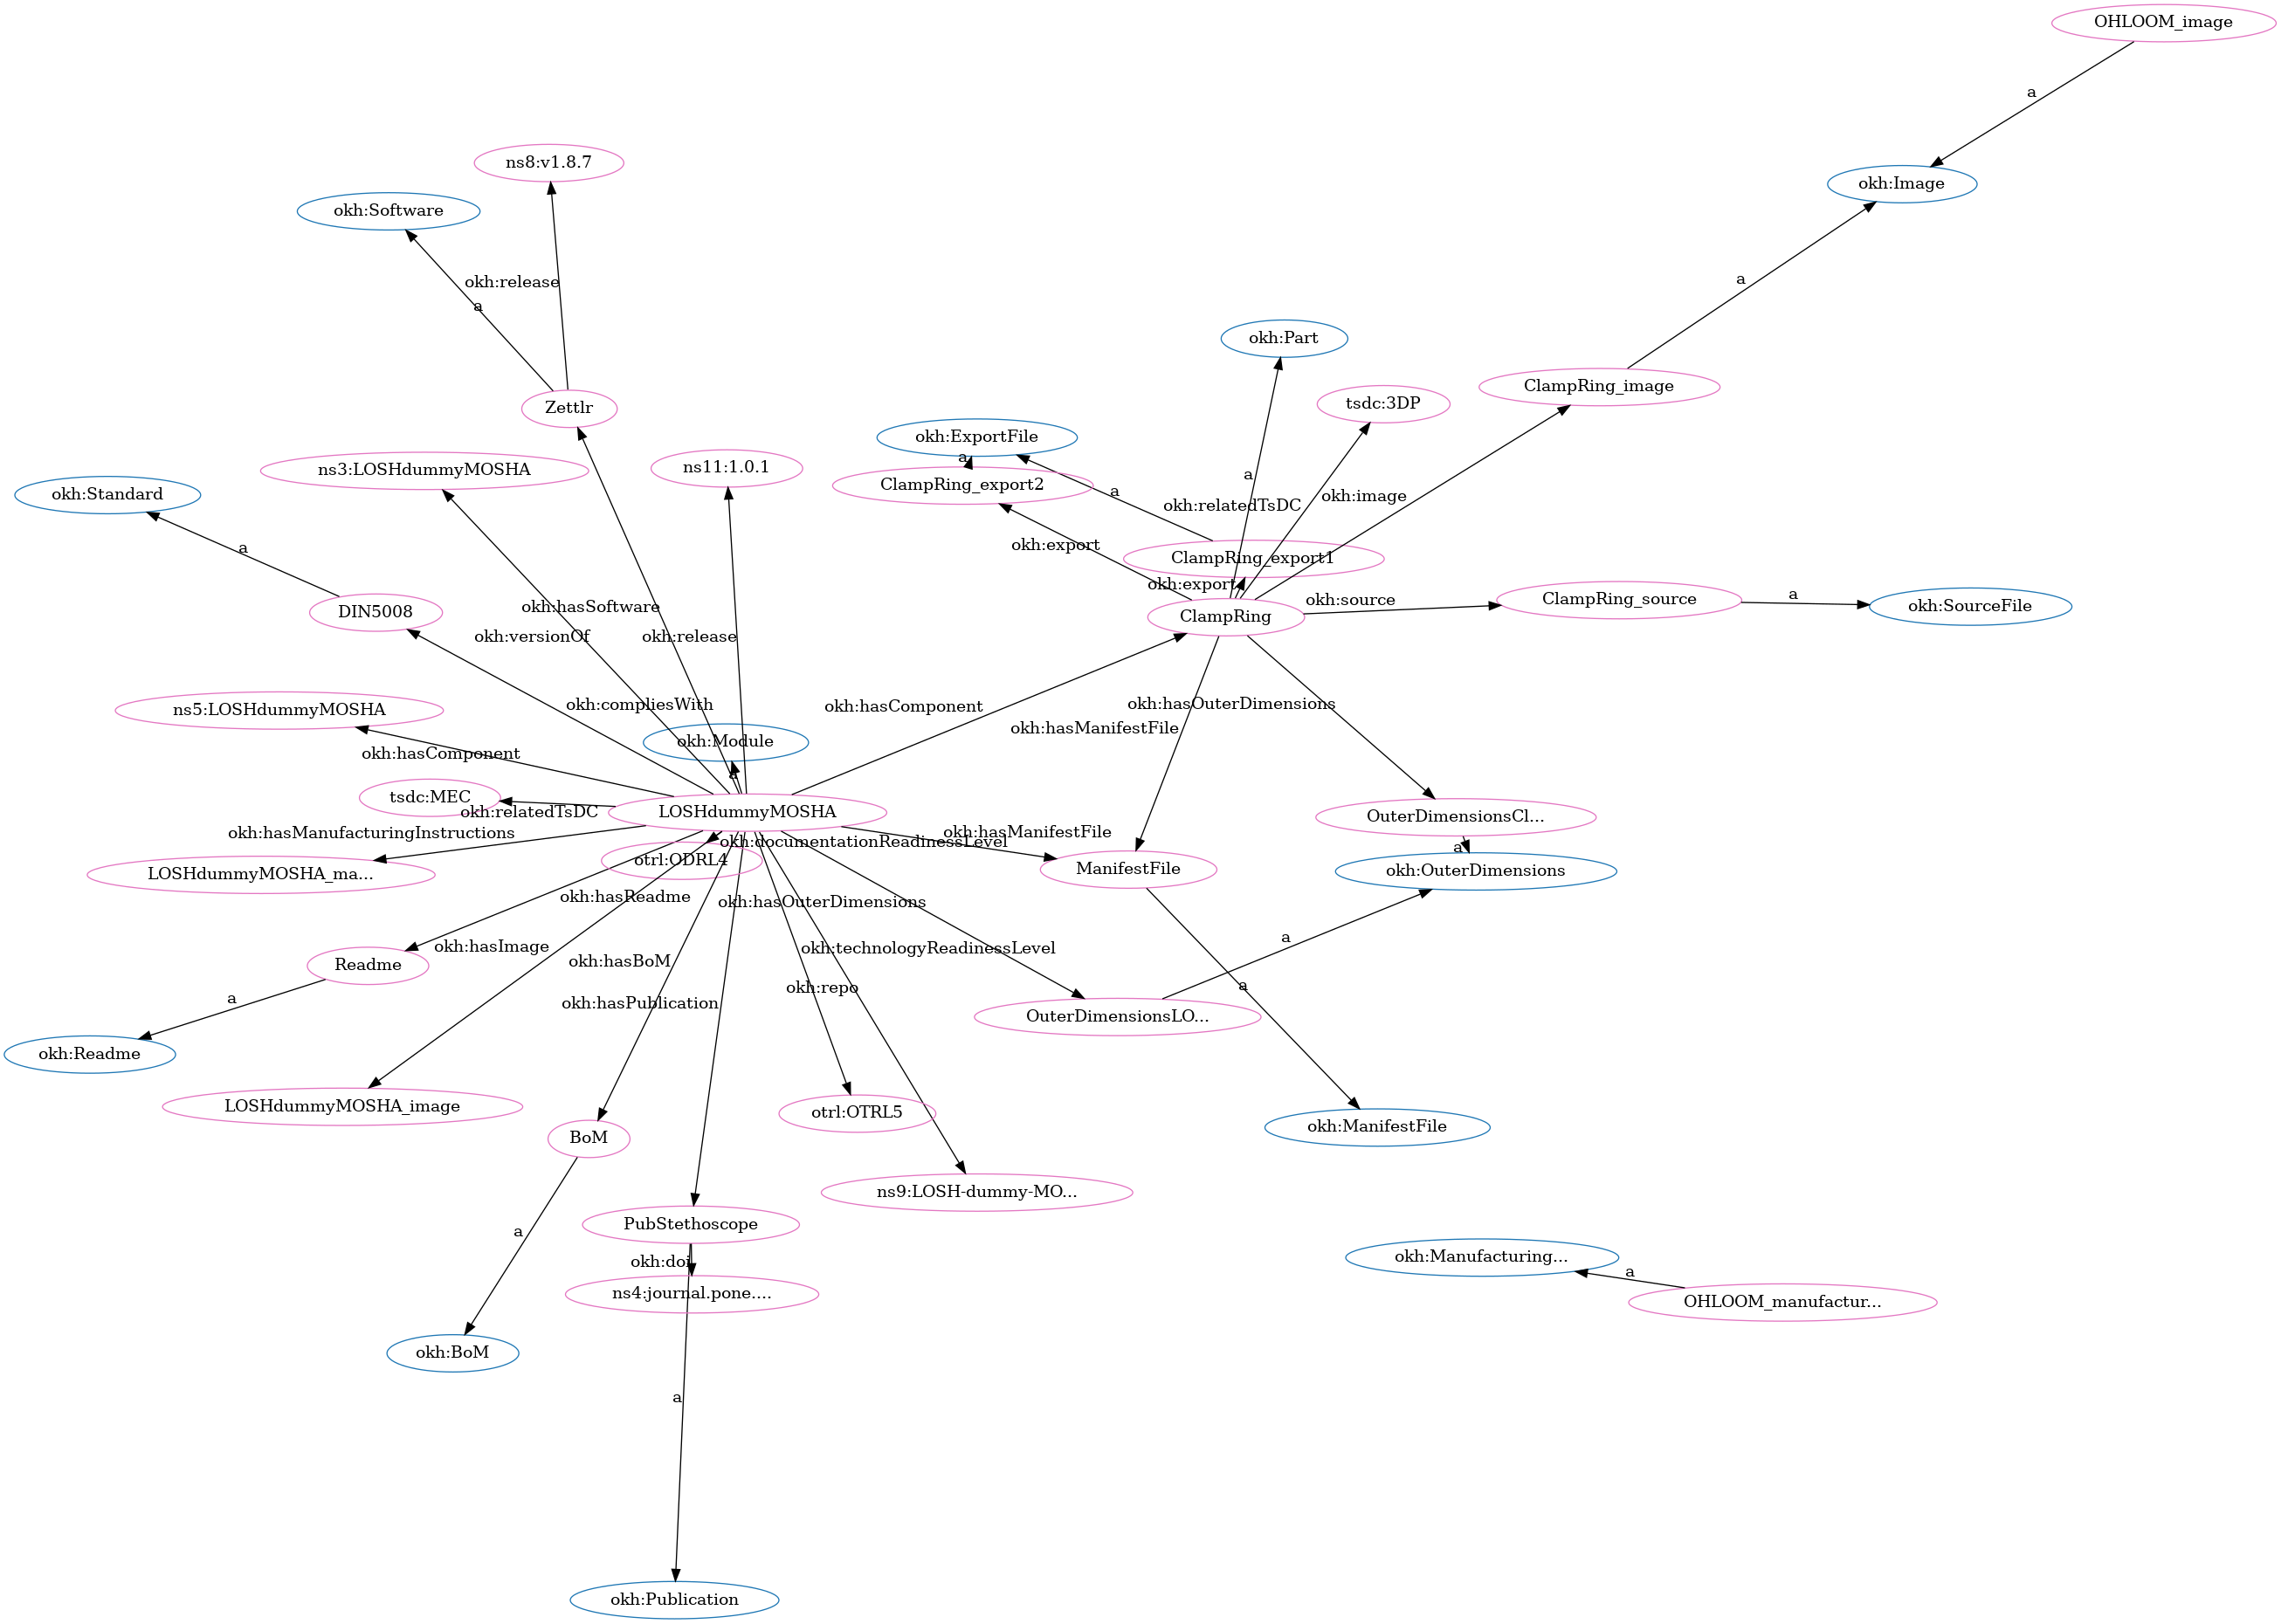 OHLOOM_image
a
ns8:v1.8.7
okh:Image
okh:Software
okh:release
a
a
okh:Part
ClampRing_image
tsdc:3DP
Zettlr
okh:ExportFile
a
ns3:LOSHdummyMOSHA
ns11:1.0.1
ClampRing_export2
a
a
okh:image
okh:Standard
okh:relatedTsDC
okh:export
a
ClampRing_export1
okh:export
DIN5008
okh:hasSoftware
ClampRing
okh:source
ClampRing_source
a
okh:SourceFile
okh:versionOf
okh:release
okh:compliesWith
okh:hasComponent
okh:hasOuterDimensions
ns5:LOSHdummyMOSHA
okh:hasManifestFile
okh:Module
okh:hasComponent
a
tsdc:MEC
okh:relatedTsDC
LOSHdummyMOSHA
OuterDimensionsCl...
okh:hasManufacturingInstructions
okh:hasManifestFile
okh:documentationReadinessLevel
a
otrl:ODRL4
LOSHdummyMOSHA_ma...
ManifestFile
okh:OuterDimensions
okh:hasReadme
okh:hasOuterDimensions
a
okh:hasImage
okh:technologyReadinessLevel
Readme
okh:hasBoM
okh:repo
a
a
okh:hasPublication
OuterDimensionsLO...
okh:Readme
LOSHdummyMOSHA_image
otrl:OTRL5
okh:ManifestFile
BoM
ns9:LOSH-dummy-MO...
PubStethoscope
a
okh:doi
okh:Manufacturing...
a
ns4:journal.pone....
OHLOOM_manufactur...
okh:BoM
a
okh:Publication